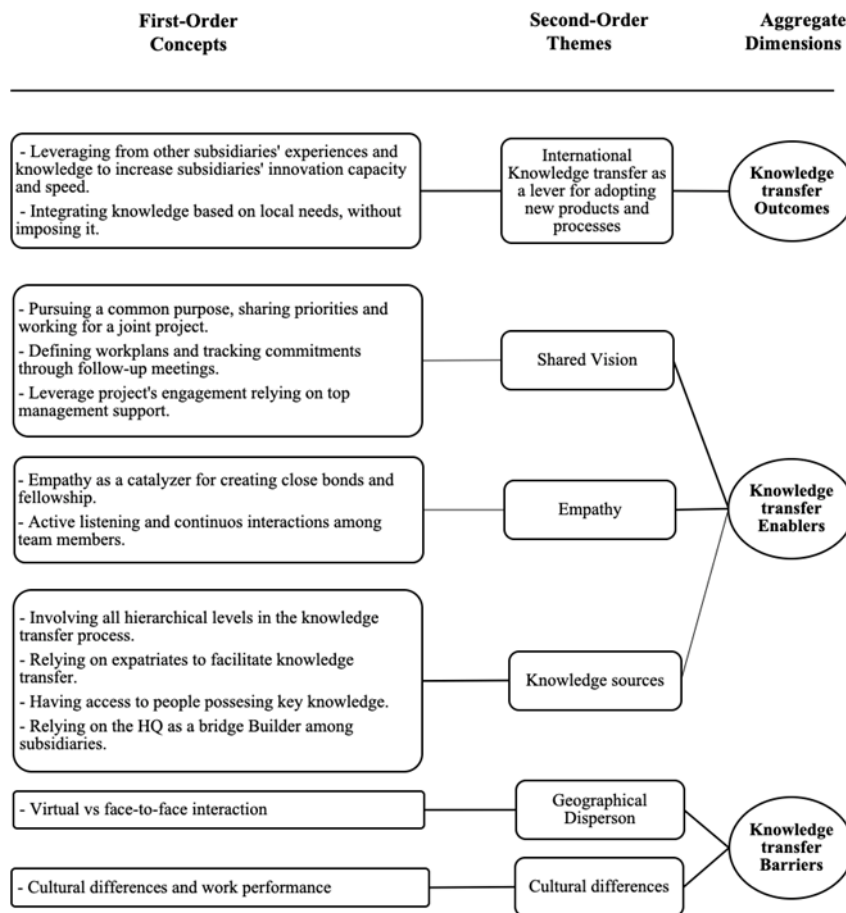 First-Order
Concepts
Second-Order
Themes
Aggregate
Dimensions
- Leveraging from other subsidiaries' experiences and
knowledge to increase subsidiaries' innovation capacity
and speed.
- Integrating knowledge based on local needs, without
imposing it.
International
Knowledge transfer as
a lever for adopting
new products and
processes
Knowledge
transfer
Outcomes
- Pursuing a common purpose, sharing priorities and
working for a joint project.
- Defining workplans and tracking commitments
through follow-up meetings.
- Leverage project's engagement relying on top
management support.
Shared Vision
- Empathy as a catalyzer for creating close bonds and
fellowship.
- Active listening and continuos interactions among
team members.
Empathy
Knowledge
transfer
Enablers
- Involving all hierarchical levels in the knowledge
transfer process.
- Relying on expatriates to facilitate knowledge
transfer.
- Having access to people possesing key knowledge.
- Relying on the HQ as a bridge Builder among
subsidiaries.
Knowledge sources
- Virtual vs face-to-face interaction
Geographical
Disperson
Knowledge
transfer
Barriers
- Cultural differences and work performance
Cultural differences